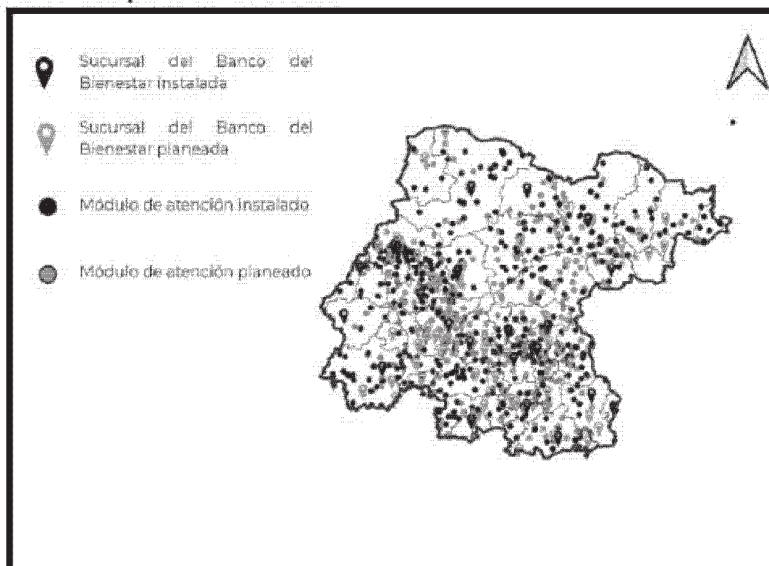 Sucursal del Banco del
Bienestar instalada
Sucursal del Banco del
Bienestar planeada
Módulo de atención instalado
Módulo de atención planeado